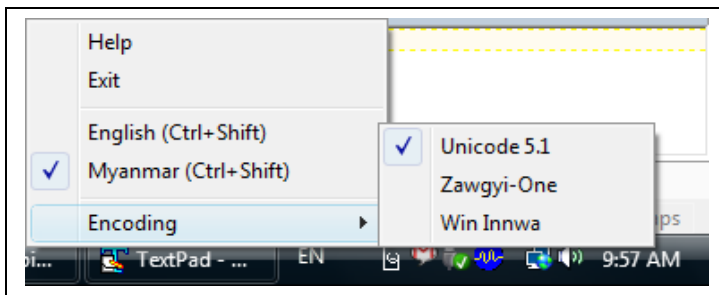 Help
Exit
English (Ctrl+Shift)
Myanmar (Ctrl+Shift)
Encoding
Unicode 5.1
Zawgyi-One
Win Innwa
ps
TextPad - ...
EN
9:57 AM